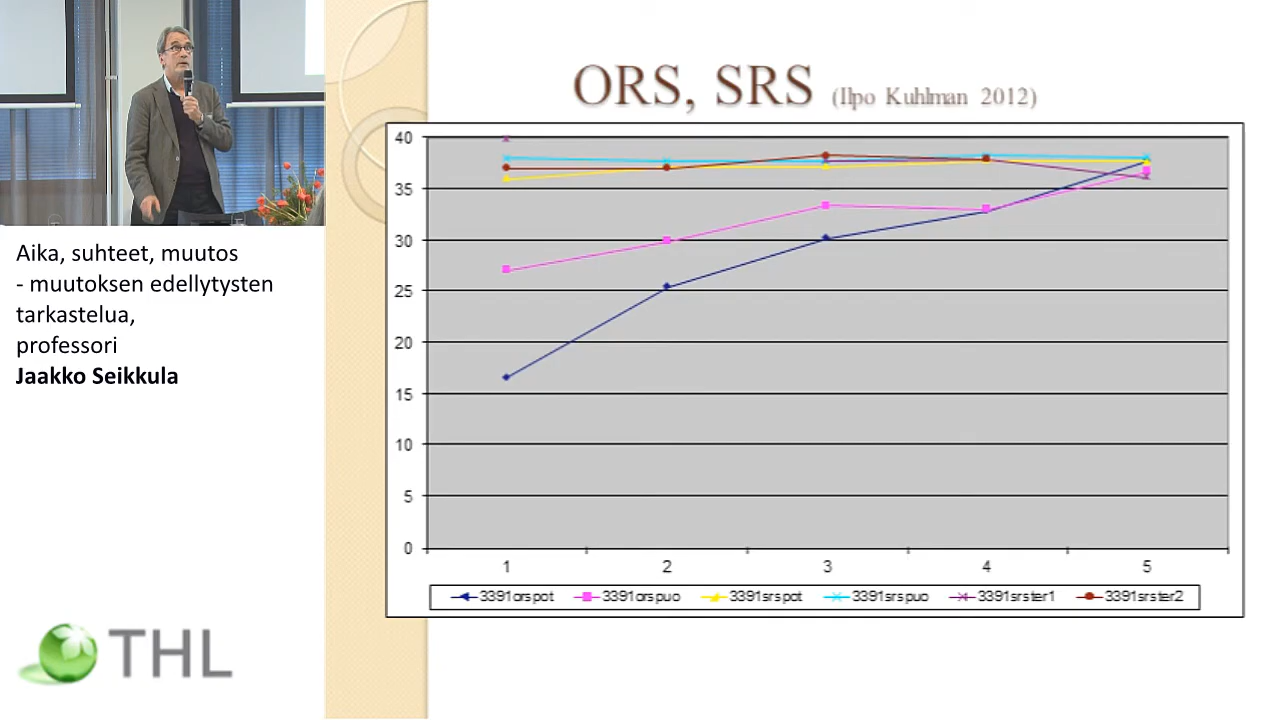 Aika, suhteet, muutos
- muutoksen edellytysten
tarkastelua,
professori
Jaakko Seikkula
THL
ORS, SRS (Ilpo Kuhlman 2012)
40
35
30
25
20
15
10
5
0
1 2 3 4 5
3391orspot 3391orspuo 3391srspot 3391srspuo 3391srster1 3391srster2